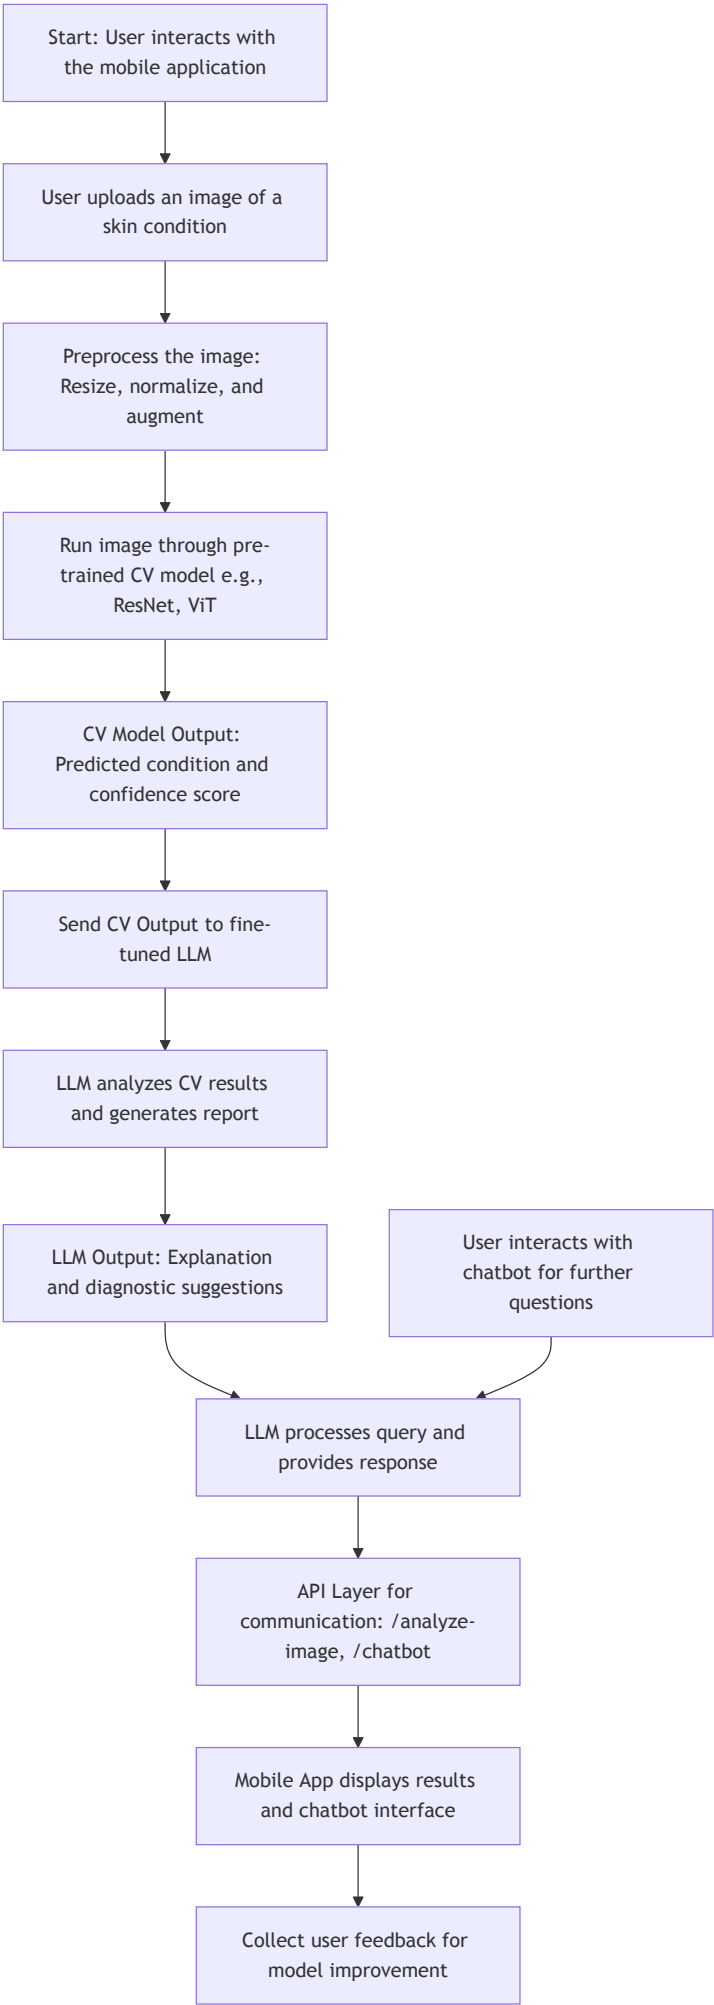 Start: User interacts with
the mobile application
User uploads an image of a
skin condition
Preprocess the image:
Resize, normalize, and
augment
Run image through pre-
trained CV model e.g.,
ResNet, ViT
CV Model Output:
Predicted condition and
confidence score
Send CV Output to fine-
tuned LLM
LLM analyzes CV results
and generates report
LLM Output: Explanation
and diagnostic suggestions
User interacts with
chatbot for further
questions
LLM processes query and
provides response
API Layer for
communication: /analyze-
image, /chatbot
Mobile App displays results
and chatbot interface
Collect user feedback for
model improvement